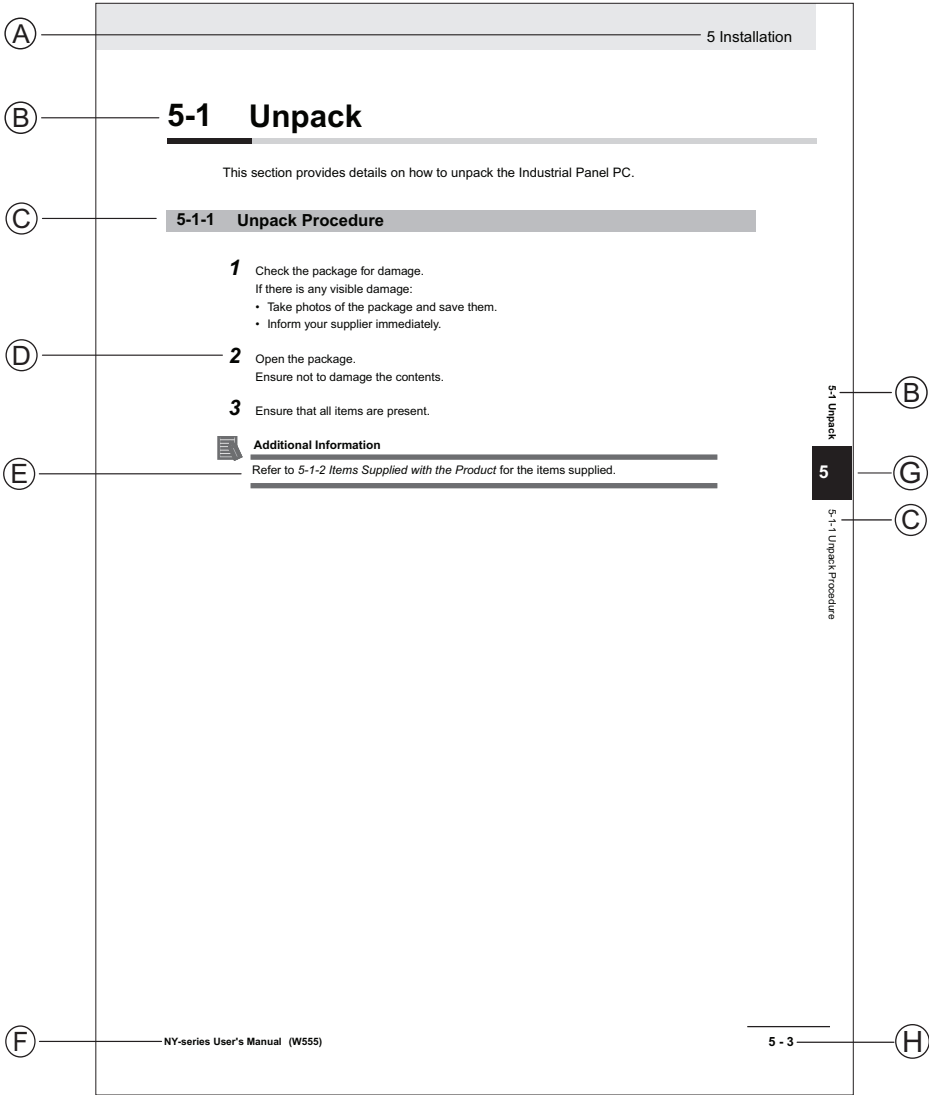 A
5 Installation
B
5-1 Unpack
This section provides details on how to unpack the Industrial Panel PC.
C
5-1-1 Unpack Procedure
1 Check the package for damage.
If there is any visible damage:
• Take photos of the package and save them.
• Inform your supplier immediately.
D
2 Open the package.
Ensure not to damage the contents.
3 Ensure that all items are present.
Additional Information
E
Refer to 5-1-2 Items Supplied with the Product for the items supplied.
5-1 Unpack
B
5
G
5-1-1 Unpack Procedure
C
F
NY-series User's Manual (W555)
5 - 3
H